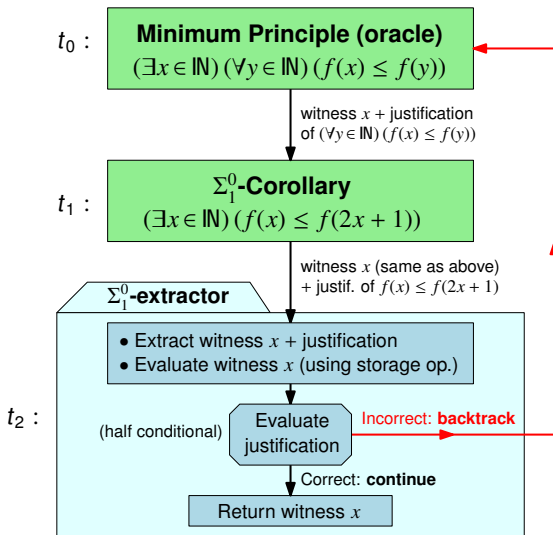 t₀ :
Minimum Principle (oracle)
(∃x ∈ ℕ) (∀y ∈ ℕ) (f(x) ≤ f(y))
witness x + justification
of (∀y ∈ ℕ) (f(x) ≤ f(y))
t₁ :
Σ⁰₁-Corollary
(∃x ∈ ℕ) (f(x) ≤ f(2x + 1))
witness x (same as above)
+ justif. of f(x) ≤ f(2x + 1)
Σ⁰₁-extractor
• Extract witness x + justification
• Evaluate witness x (using storage op.)
t₂ :
(half conditional)
Evaluate
justification
Incorrect: backtrack
Correct: continue
Return witness x